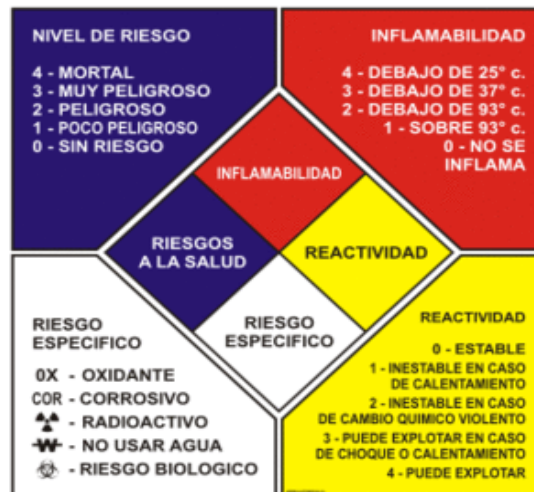 NIVEL DE RIESGO
4 - MORTAL
3 - MUY PELIGROSO
2 - PELIGROSO
1 - POCO PELIGROSO
0 - SIN RIESGO
INFLAMABILIDAD
4 - DEBAJO DE 25° c.
3 - DEBAJO DE 37° c.
2 - DEBAJO DE 93° c.
1 - SOBRE 93° c.
0 - NO SE
INFLAMA
INFLAMABILIDAD
RIESGOS
A LA SALUD
REACTIVIDAD
RIESGO
ESPECIFICO
RIESGO
ESPECIFICO
0X - OXIDANTE
COR - CORROSIVO
- RADIOACTIVO
W - NO USAR AGUA
- RIESGO BIOLOGICO
REACTIVIDAD
0 - ESTABLE
1 - INESTABLE EN CASO
DE CALENTAMIENTO
2 - INESTABLE EN CASO
DE CAMBIO QUIMICO VIOLENTO
3 - PUEDE EXPLOTAR EN CASO
DE CHOQUE O CALENTAMIENTO
4 - PUEDE EXPLOTAR